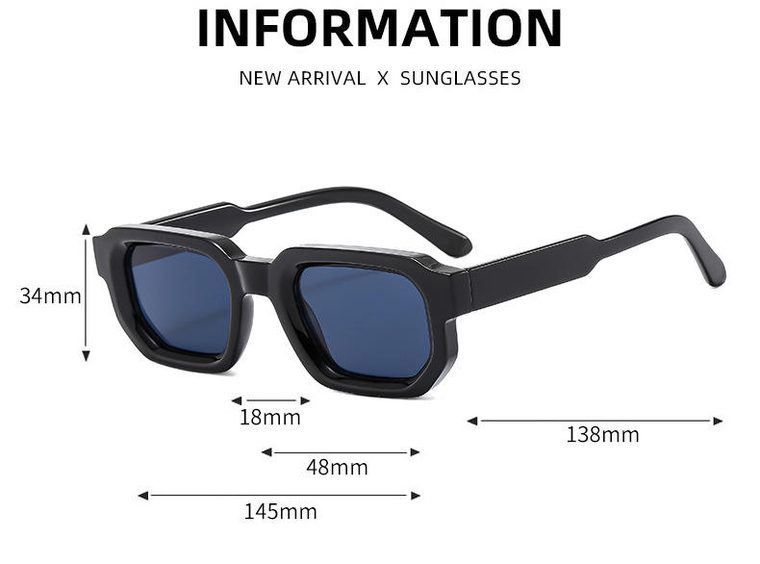 INFORMATION
NEW ARRIVAL X SUNGLASSES
34mm
18mm
138mm
48mm
145mm